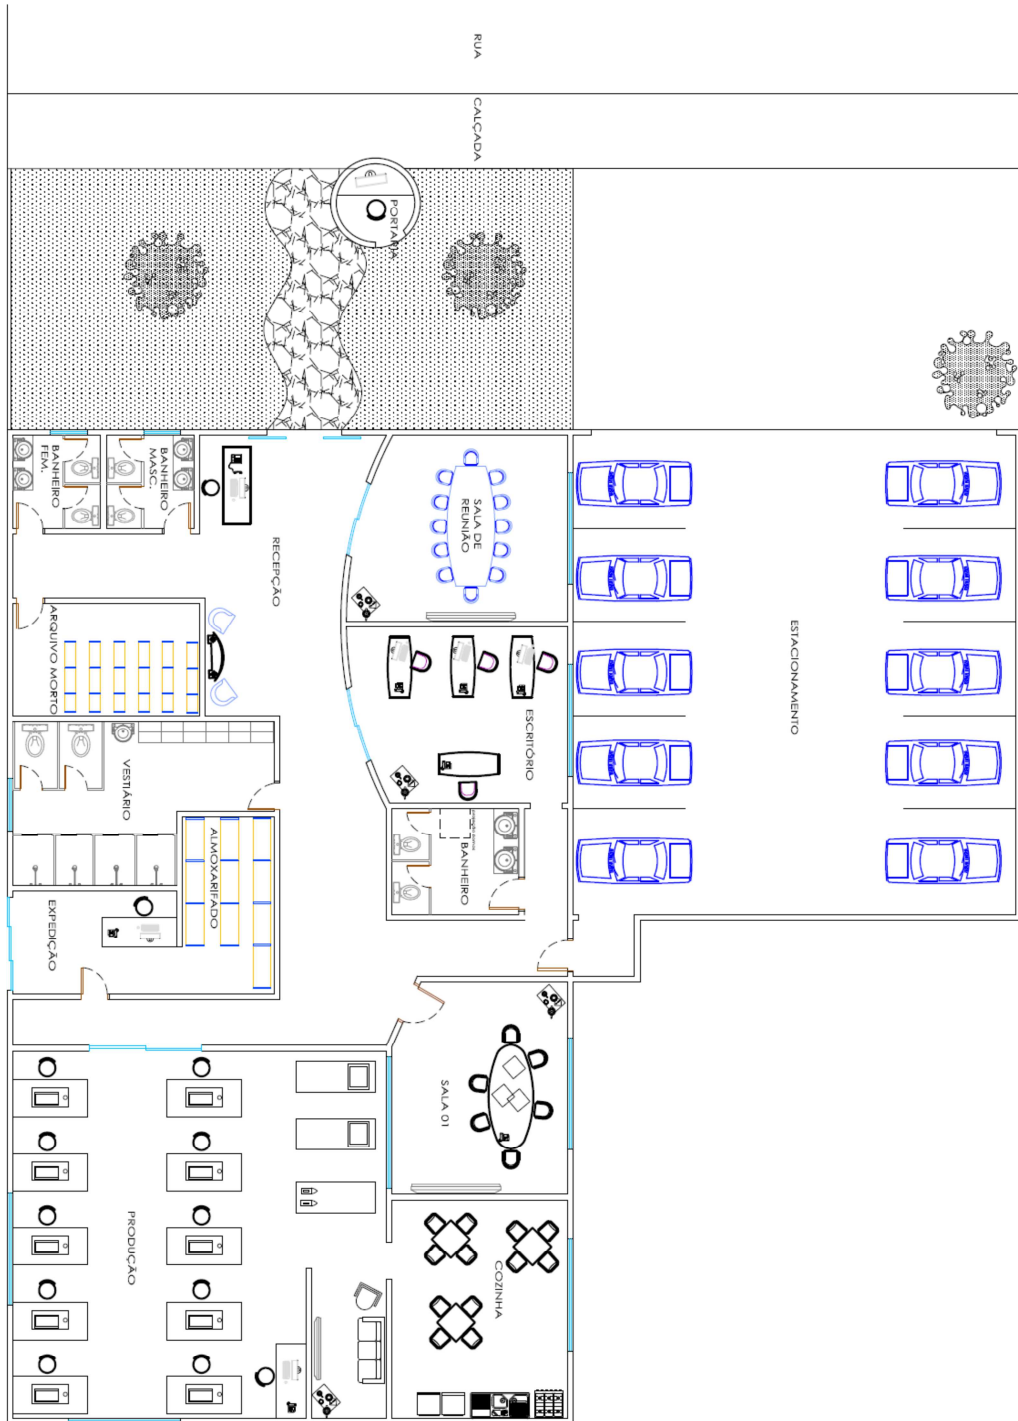 RUA
CALÇADA
PORTARIA
BANHEIRO
FEM.
BANHEIRO
MASC.
RECEPÇÃO
SALA DE
REUNIÃO
ESTACIONAMENTO
ARQUIVO MORTO
ESCRITÓRIO
VESTIÁRIO
ALMOXARIFADO
BANHEIRO
EXPEDIÇÃO
SALA 01
PRODUÇÃO
COZINHA